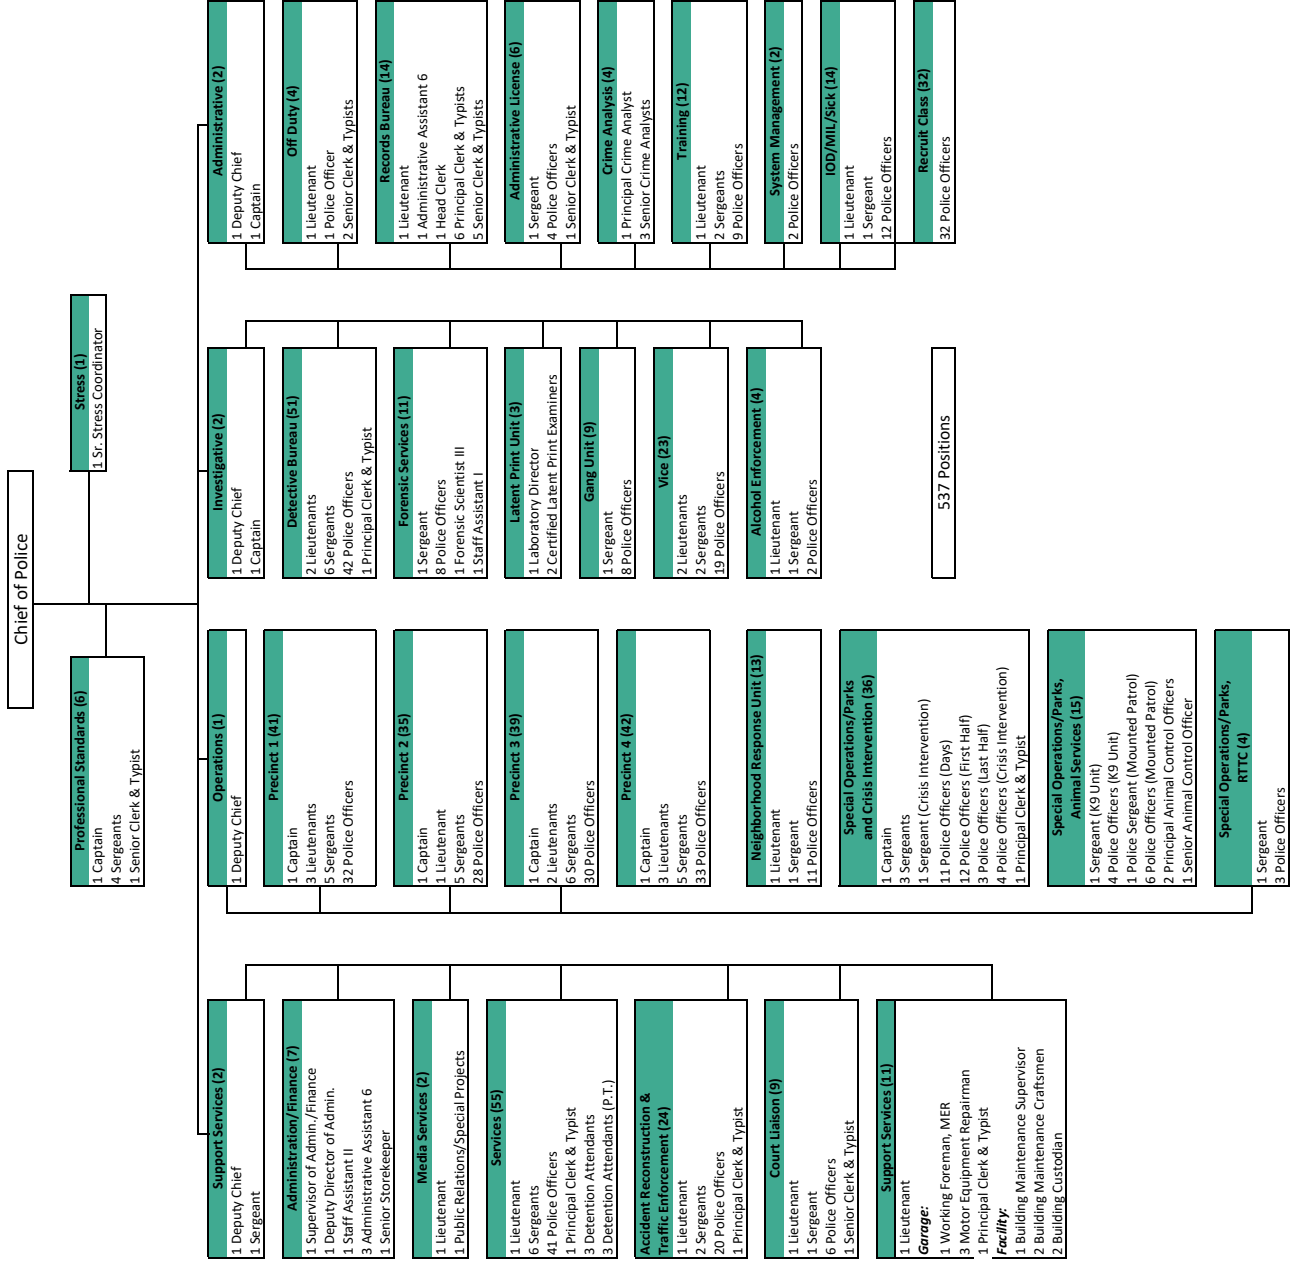 Chief of Police
Professional Standards (6)
1 Captain
4 Sergeants
1 Senior Clerk & Typist
Stress (1)
1 Sr. Stress Coordinator
Support Services (2)
1 Deputy Chief
1 Sergeant
Administration/Finance (7)
1 Supervisor of Admin./Finance
1 Deputy Director of Admin.
1 Staff Assistant II
3 Administrative Assistant 6
1 Senior Storekeeper
Media Services (2)
1 Lieutenant
1 Public Relations/Special Projects
Services (55)
1 Lieutenant
6 Sergeants
41 Police Officers
1 Principal Clerk & Typist
3 Detention Attendants
3 Detention Attendants (P.T.)
Accident Reconstruction &
Traffic Enforcement (24)
1 Lieutenant
2 Sergeants
20 Police Officers
1 Principal Clerk & Typist
Court Liaison (9)
1 Lieutenant
1 Sergeant
6 Police Officers
1 Senior Clerk & Typist
Support Services (11)
1 Lieutenant
Garage:
1 Working Foreman, MER
3 Motor Equipment Repairman
1 Principal Clerk & Typist
Facility:
1 Building Maintenance Supervisor
2 Building Maintenance Craftsmen
2 Building Custodian
Operations (1)
1 Deputy Chief
Precinct 1 (41)
1 Captain
3 Lieutenants
5 Sergeants
32 Police Officers
Precinct 2 (35)
1 Captain
1 Lieutenant
5 Sergeants
28 Police Officers
Precinct 3 (39)
1 Captain
2 Lieutenants
6 Sergeants
30 Police Officers
Precinct 4 (42)
1 Captain
3 Lieutenants
5 Sergeants
33 Police Officers
Neighborhood Response Unit (13)
1 Lieutenant
1 Sergeant
11 Police Officers
Special Operations/Parks
and Crisis Intervention (36)
1 Captain
3 Sergeants
1 Sergeant (Crisis Intervention)
11 Police Officers (Days)
12 Police Officers (First Half)
3 Police Officers (Last Half)
4 Police Officers (Crisis Intervention)
1 Principal Clerk & Typist
Special Operations/Parks,
Animal Services (15)
1 Sergeant (K9 Unit)
4 Police Officers (K9 Unit)
1 Police Sergeant (Mounted Patrol)
6 Police Officers (Mounted Patrol)
2 Principal Animal Control Officers
1 Senior Animal Control Officer
Special Operations/Parks,
RTTC (4)
1 Sergeant
3 Police Officers
Investigative (2)
1 Deputy Chief
1 Captain
Detective Bureau (51)
2 Lieutenants
6 Sergeants
42 Police Officers
1 Principal Clerk & Typist
Forensic Services (11)
1 Sergeant
8 Police Officers
1 Forensic Scientist III
1 Staff Assistant I
Latent Print Unit (3)
1 Laboratory Director
2 Certified Latent Print Examiners
Gang Unit (9)
1 Sergeant
8 Police Officers
Vice (23)
2 Lieutenants
2 Sergeants
19 Police Officers
Alcohol Enforcement (4)
1 Lieutenant
1 Sergeant
2 Police Officers
537 Positions
Administrative (2)
1 Deputy Chief
1 Captain
Off Duty (4)
1 Lieutenant
1 Police Officer
2 Senior Clerk & Typists
Records Bureau (14)
1 Lieutenant
1 Administrative Assistant 6
1 Head Clerk
6 Principal Clerk & Typists
5 Senior Clerk & Typists
Administrative License (6)
1 Sergeant
4 Police Officers
1 Senior Clerk & Typist
Crime Analysis (4)
1 Principal Crime Analyst
3 Senior Crime Analysts
Training (12)
1 Lieutenant
2 Sergeants
9 Police Officers
System Management (2)
2 Police Officers
IOD/MIL/Sick (14)
1 Lieutenant
1 Sergeant
12 Police Officers
Recruit Class (32)
32 Police Officers